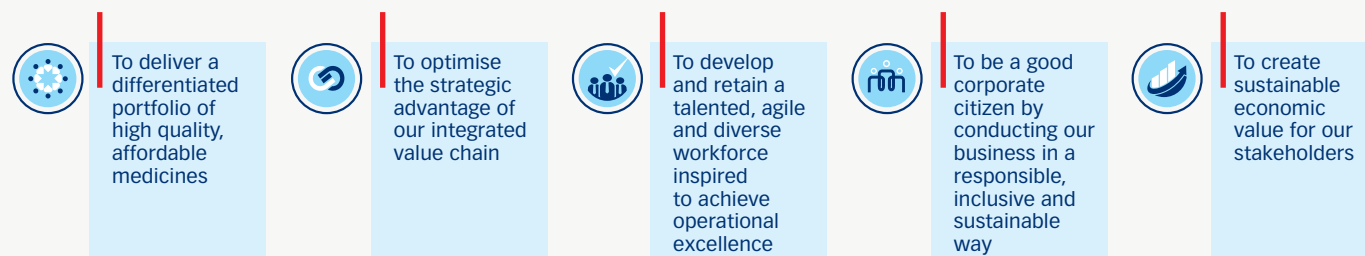 To deliver a
differentiated
portfolio of
high quality,
affordable
medicines
To optimise
the strategic
advantage of
our integrated
value chain
To develop
and retain a
talented, agile
and diverse
workforce
inspired
to achieve
operational
excellence
To be a good
corporate
citizen by
conducting our
business in a
responsible,
inclusive and
sustainable
way
To create
sustainable
economic
value for our
stakeholders